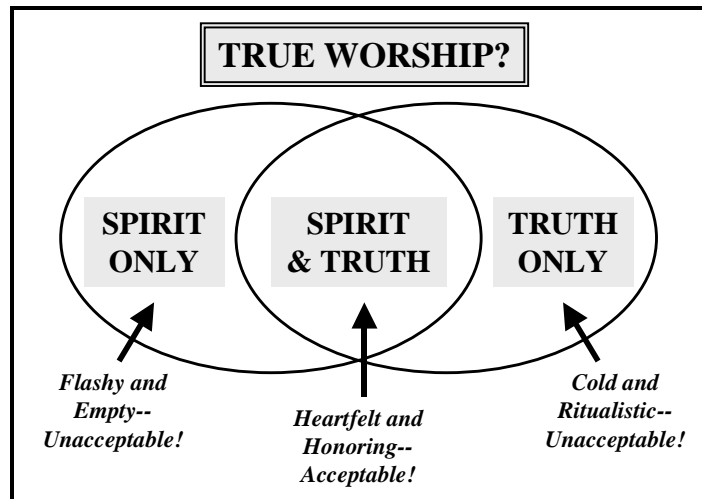 TRUE WORSHIP?
SPIRIT
ONLY
SPIRIT
& TRUTH
TRUTH
ONLY
Flashy and
Empty--
Unacceptable!
Heartfelt and
Honoring--
Acceptable!
Cold and
Ritualistic--
Unacceptable!